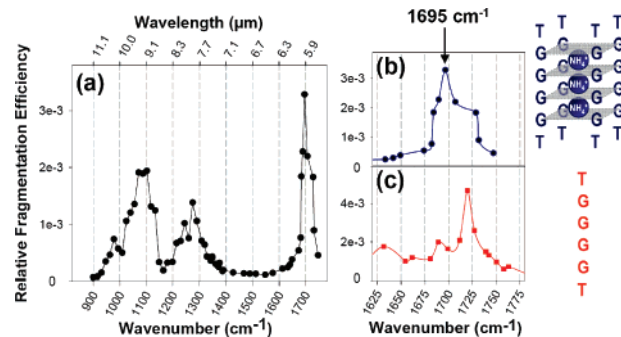 Wavelength (µm)
11.1 10.0 9.1 8.3 7.7 7.1 6.7 6.3 5.9
1695 cm-1
(a)
(b)
(c)
Relative Fragmentation Efficiency
3e-3
2e-3
1e-3
0
3e-3
2e-3
1e-3
0
4e-3
2e-3
0
900 1000 1100 1200 1300 1400 1500 1600 1700
Wavenumber (cm-1)
1625 1650 1675 1700 1725 1750 1775
Wavenumber (cm-1)
T T T T
G G G G
NH4+
G G G G
NH4+
G G G G
NH4+
G G G G
T T T T
T
G
G
G
G
T